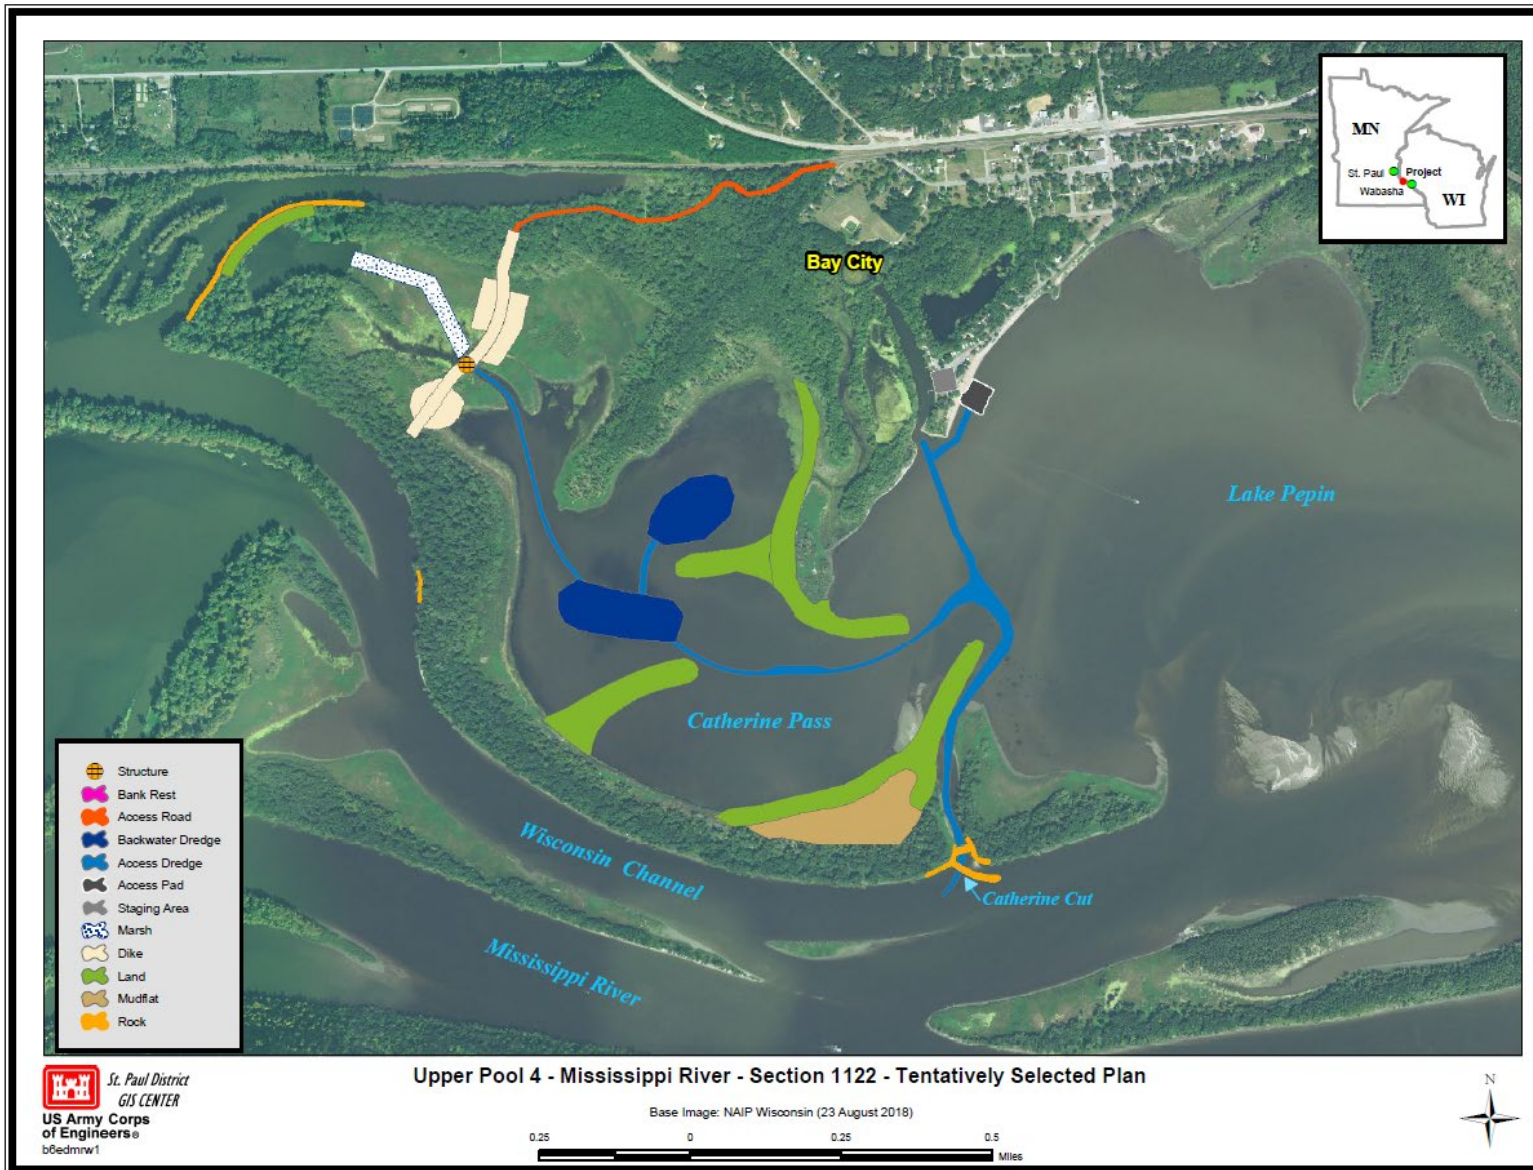 MN
St. Paul
Project
Wabasha
WI
Bay City
Lake Pepin
Catherine Pass
Wisconsin Channel
Catherine Cut
Mississippi River
Structure
Bank Rest
Access Road
Backwater Dredge
Access Dredge
Access Pad
Staging Area
Marsh
Dike
Land
Mudflat
Rock
St. Paul District
GIS CENTER
US Army Corps
of Engineers®
b6edmrw1
Upper Pool 4 - Mississippi River - Section 1122 - Tentatively Selected Plan
Base Image: NAIP Wisconsin (23 August 2018)
0.25 0 0.25 0.5
Miles
N